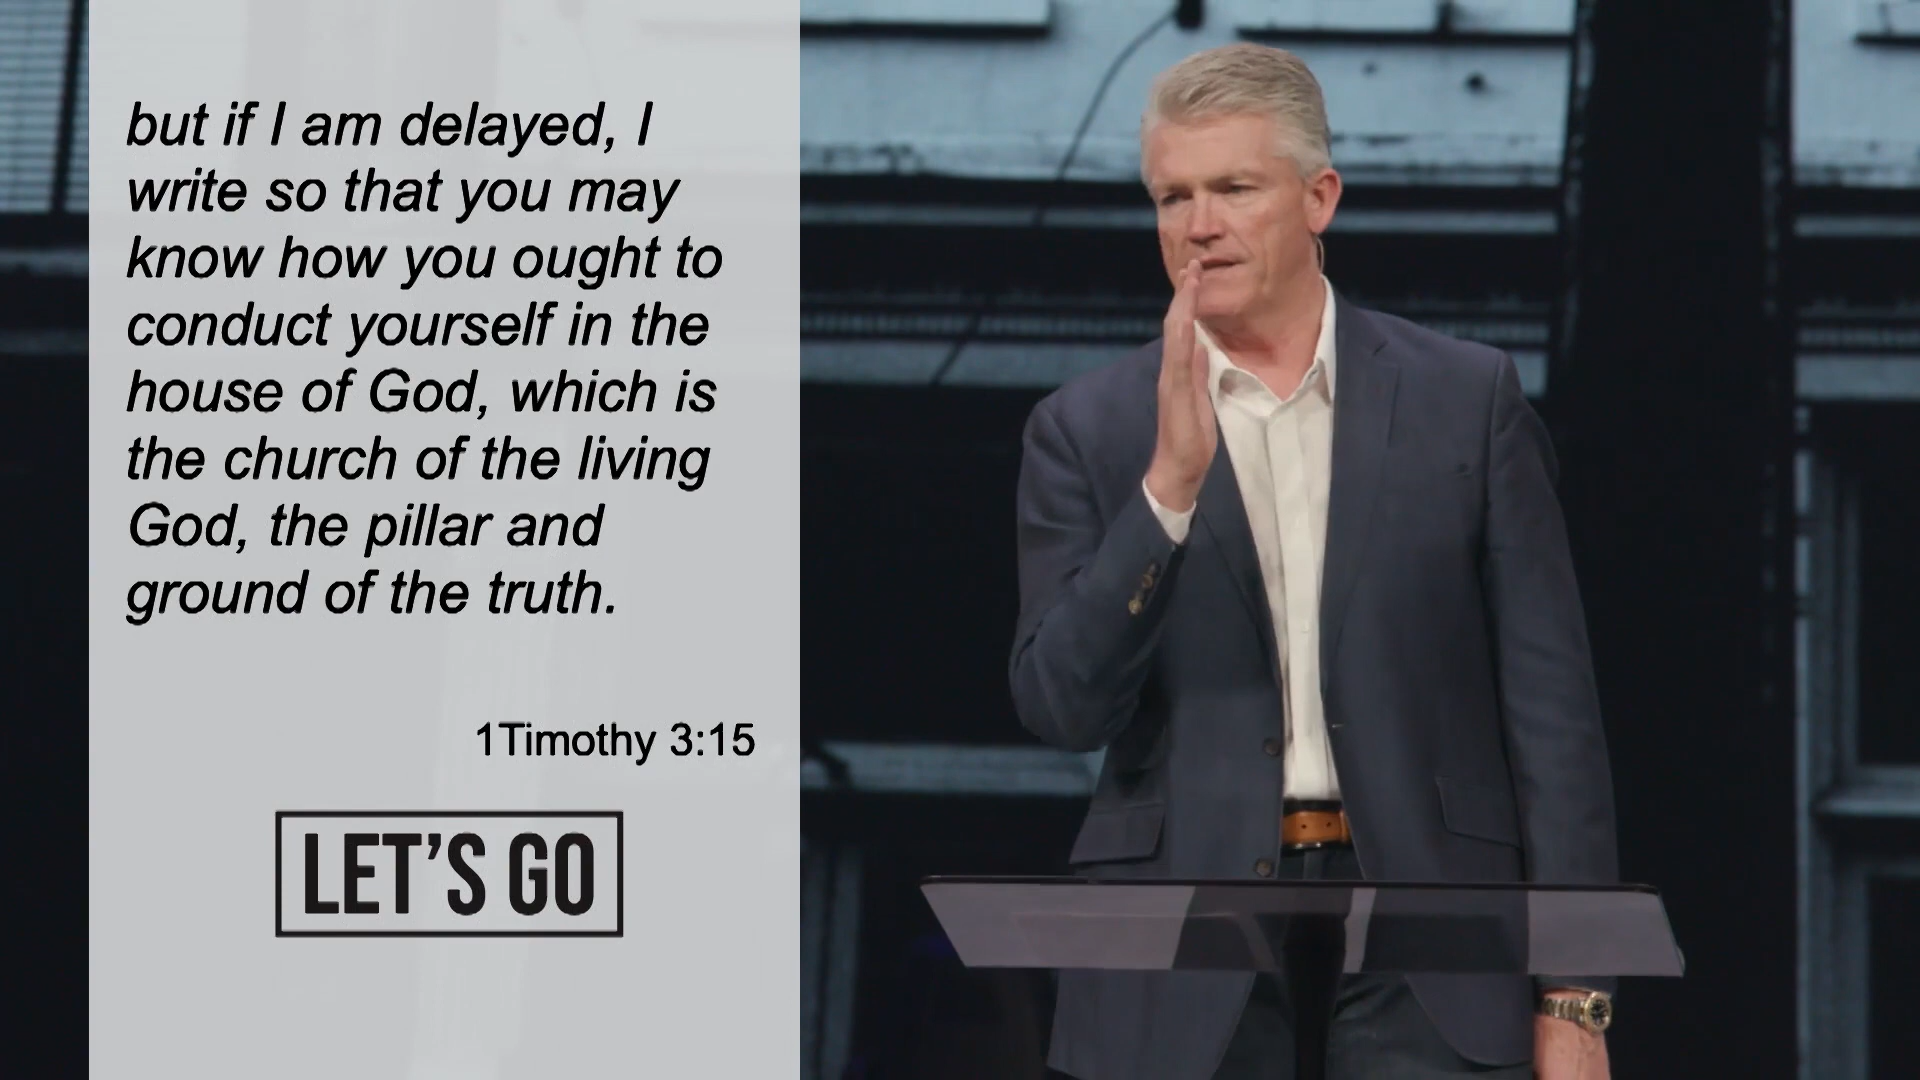 but if I am delayed, I
write so that you may
know how you ought to
conduct yourself in the
house of God, which is
the church of the living
God, the pillar and
ground of the truth.
1Timothy 3:15
LET'S GO